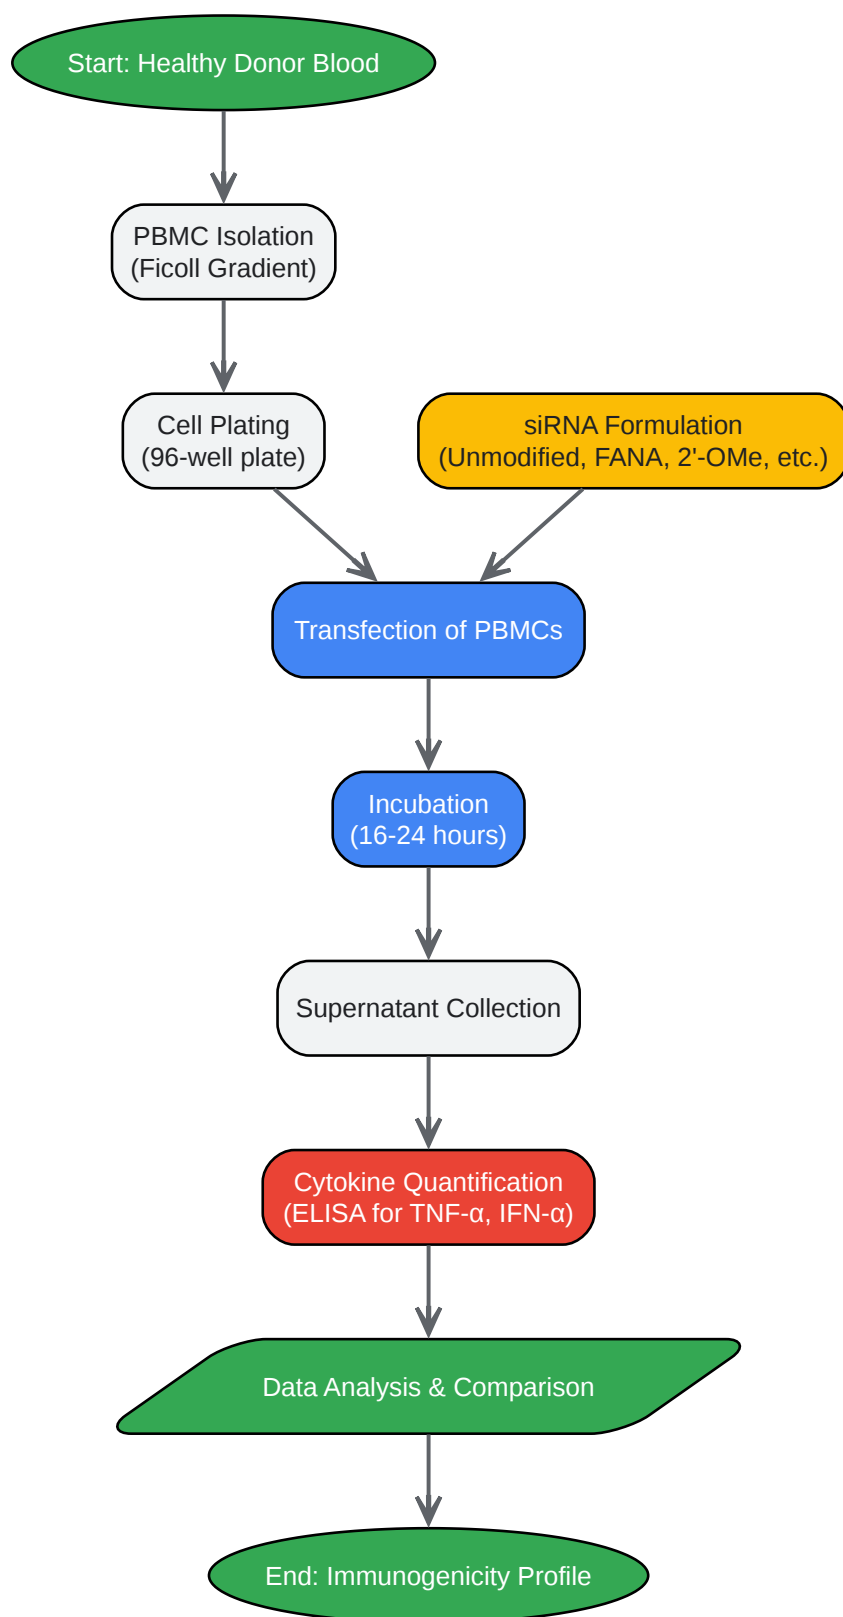 Start: Healthy Donor Blood
PBMC Isolation
(Ficoll Gradient)
Cell Plating
(96-well plate)
siRNA Formulation
(Unmodified, FANA, 2'-OMe, etc.)
Transfection of PBMCs
Incubation
(16-24 hours)
Supernatant Collection
Cytokine Quantification
(ELISA for TNF-α, IFN-α)
Data Analysis & Comparison
End: Immunogenicity Profile